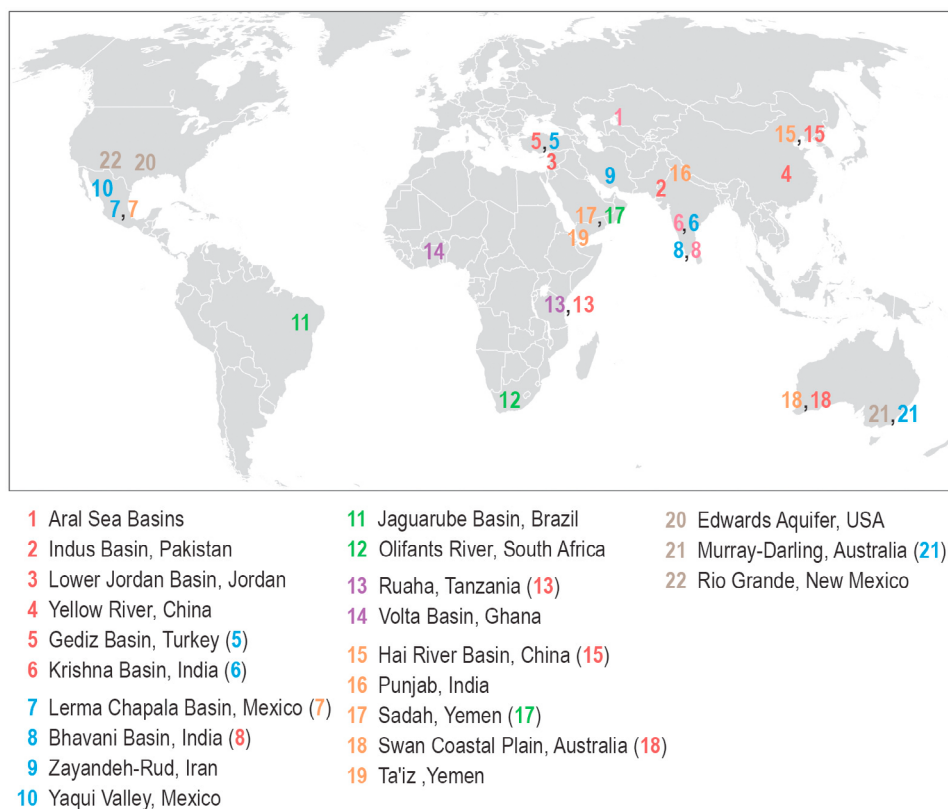 1
15,15
5,5
3
22 20
9
16
2
4
10
7,7
17,17
6,6
19
14
8,8
13,13
11
12
18,18
21,21
1 Aral Sea Basins
2 Indus Basin, Pakistan
3 Lower Jordan Basin, Jordan
4 Yellow River, China
5 Gediz Basin, Turkey (5)
6 Krishna Basin, India (6)
7 Lerma Chapala Basin, Mexico (7)
8 Bhavani Basin, India (8)
9 Zayandeh-Rud, Iran
10 Yaqui Valley, Mexico
11 Jaguarube Basin, Brazil
12 Olifants River, South Africa
13 Ruaha, Tanzania (13)
14 Volta Basin, Ghana
15 Hai River Basin, China (15)
16 Punjab, India
17 Sadah, Yemen (17)
18 Swan Coastal Plain, Australia (18)
19 Ta'iz ,Yemen
20 Edwards Aquifer, USA
21 Murray-Darling, Australia (21)
22 Rio Grande, New Mexico